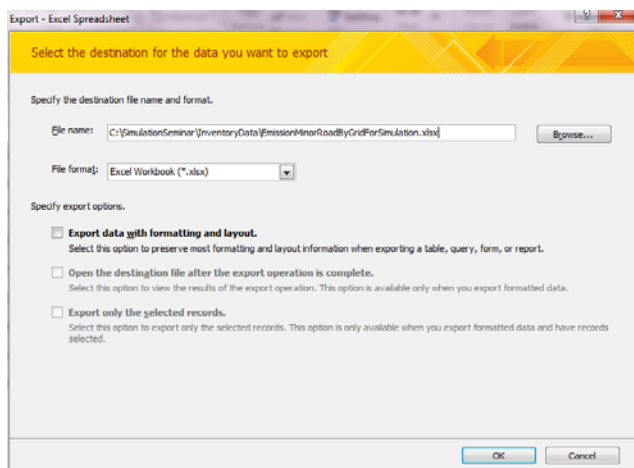 Export - Excel Spreadsheet
Select the destination for the data you want to export
Specify the destination file name and format.
File name: C:\SimulationSeminar\InventoryData\EmissionMinorRoadByGridForSimulation.xlsx Browse...
File format: Excel Workbook (*.xlsx)
Specify export options.
Export data with formatting and layout.
Select this option to preserve most formatting and layout information when exporting a table, query, form, or report.
Open the destination file after the export operation is complete.
Select this option to view the results of the export operation. This option is available only when you export formatted data.
Export only the selected records.
Select this option to export only the selected records. This option is only available when you export formatted data and have records
selected.
OK Cancel